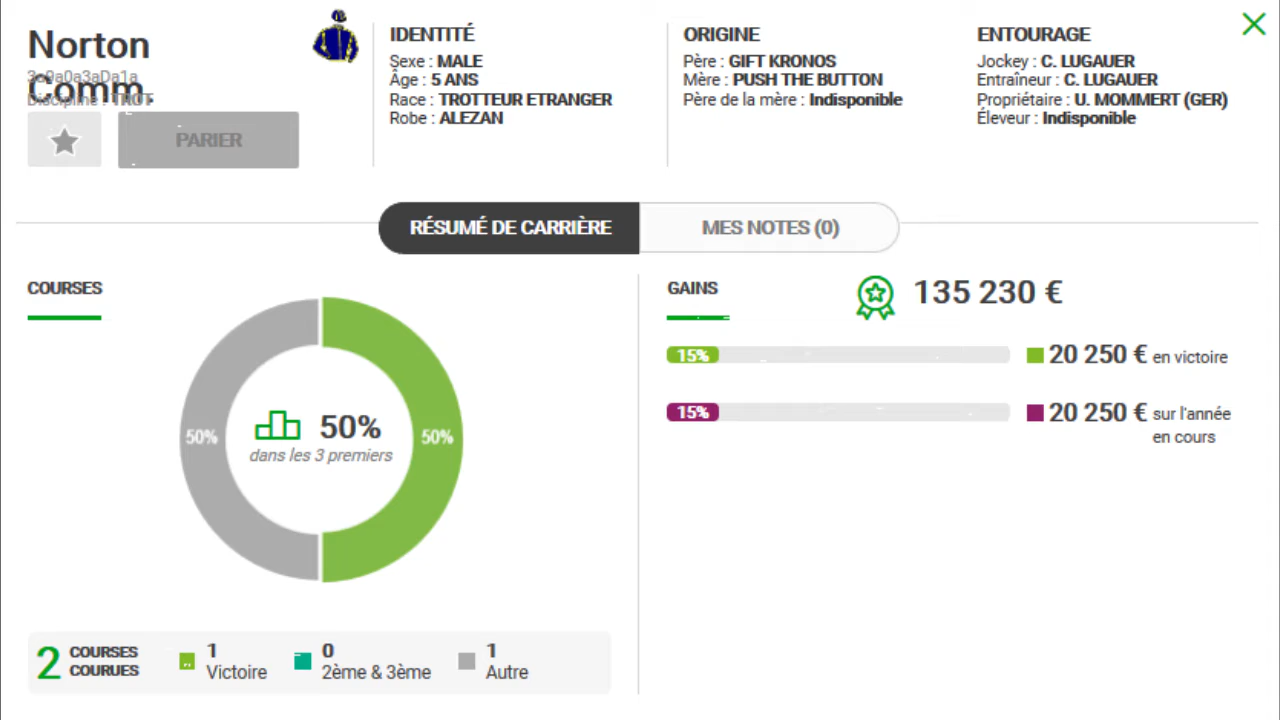 Norton
Comm.
3a9a0a3aDa1a
Discipline : TROT
PARIER
IDENTITÉ
Sexe : MALE
Âge : 5 ANS
Race : TROTTEUR ETRANGER
Robe : ALEZAN
ORIGINE
Père : GIFT KRONOS
Mère : PUSH THE BUTTON
Père de la mère : Indisponible
ENTOURAGE
Jockey : C. LUGAUER
Entraîneur : C. LUGAUER
Propriétaire : U. MOMMERT (GER)
Éleveur : Indisponible
RÉSUMÉ DE CARRIÈRE
MES NOTES (0)
COURSES
50%
50%
dans les 3 premiers
50%
2 COURSES
COURUES
1
Victoire
0
2ème & 3ème
1
Autre
GAINS
135 230 €
15%
20 250 € en victoire
15%
20 250 € sur l'année
en cours